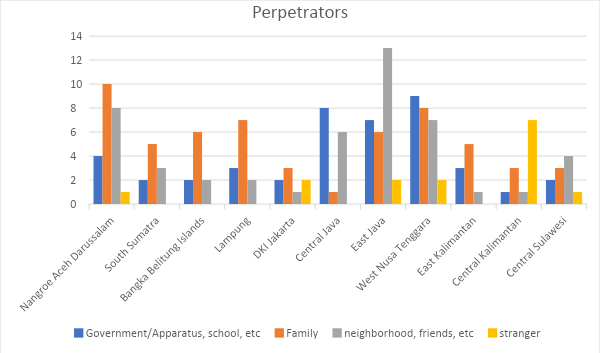 Perpetrators
14
12
10
8
6
4
2
0
Nangroe Aceh Darussalam
South Sumatra
Bangka Belitung Islands
Lampung
DKI Jakarta
Central Java
East Java
West Nusa Tenggara
East Kalimantan
Central Kalimantan
Central Sulawesi
Government/Apparatus, school, etc Family neighborhood, friends, etc stranger